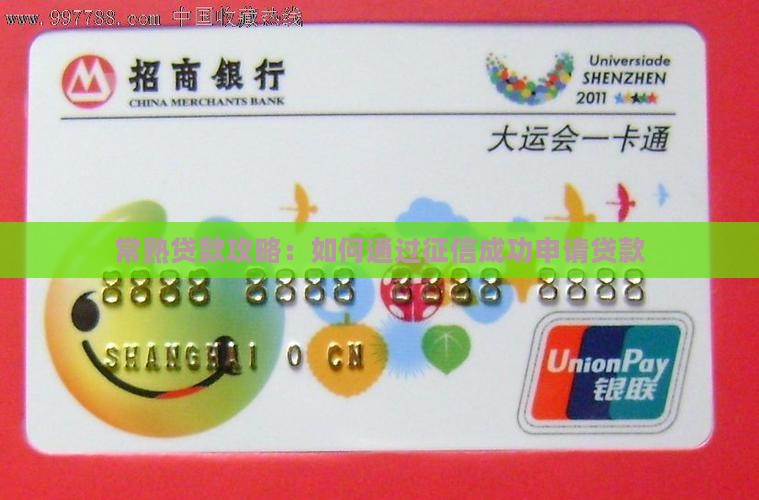 www.997788.com 中国收藏热线
招商银行
CHINA MERCHANTS BANK
Universiade
SHENZHEN
2011
大运会一卡通
常熟贷款攻略：如何通过征信成功申请贷款
8888 8888 8888 8888
SHANGHAI 0 CN
UnionPay
银联